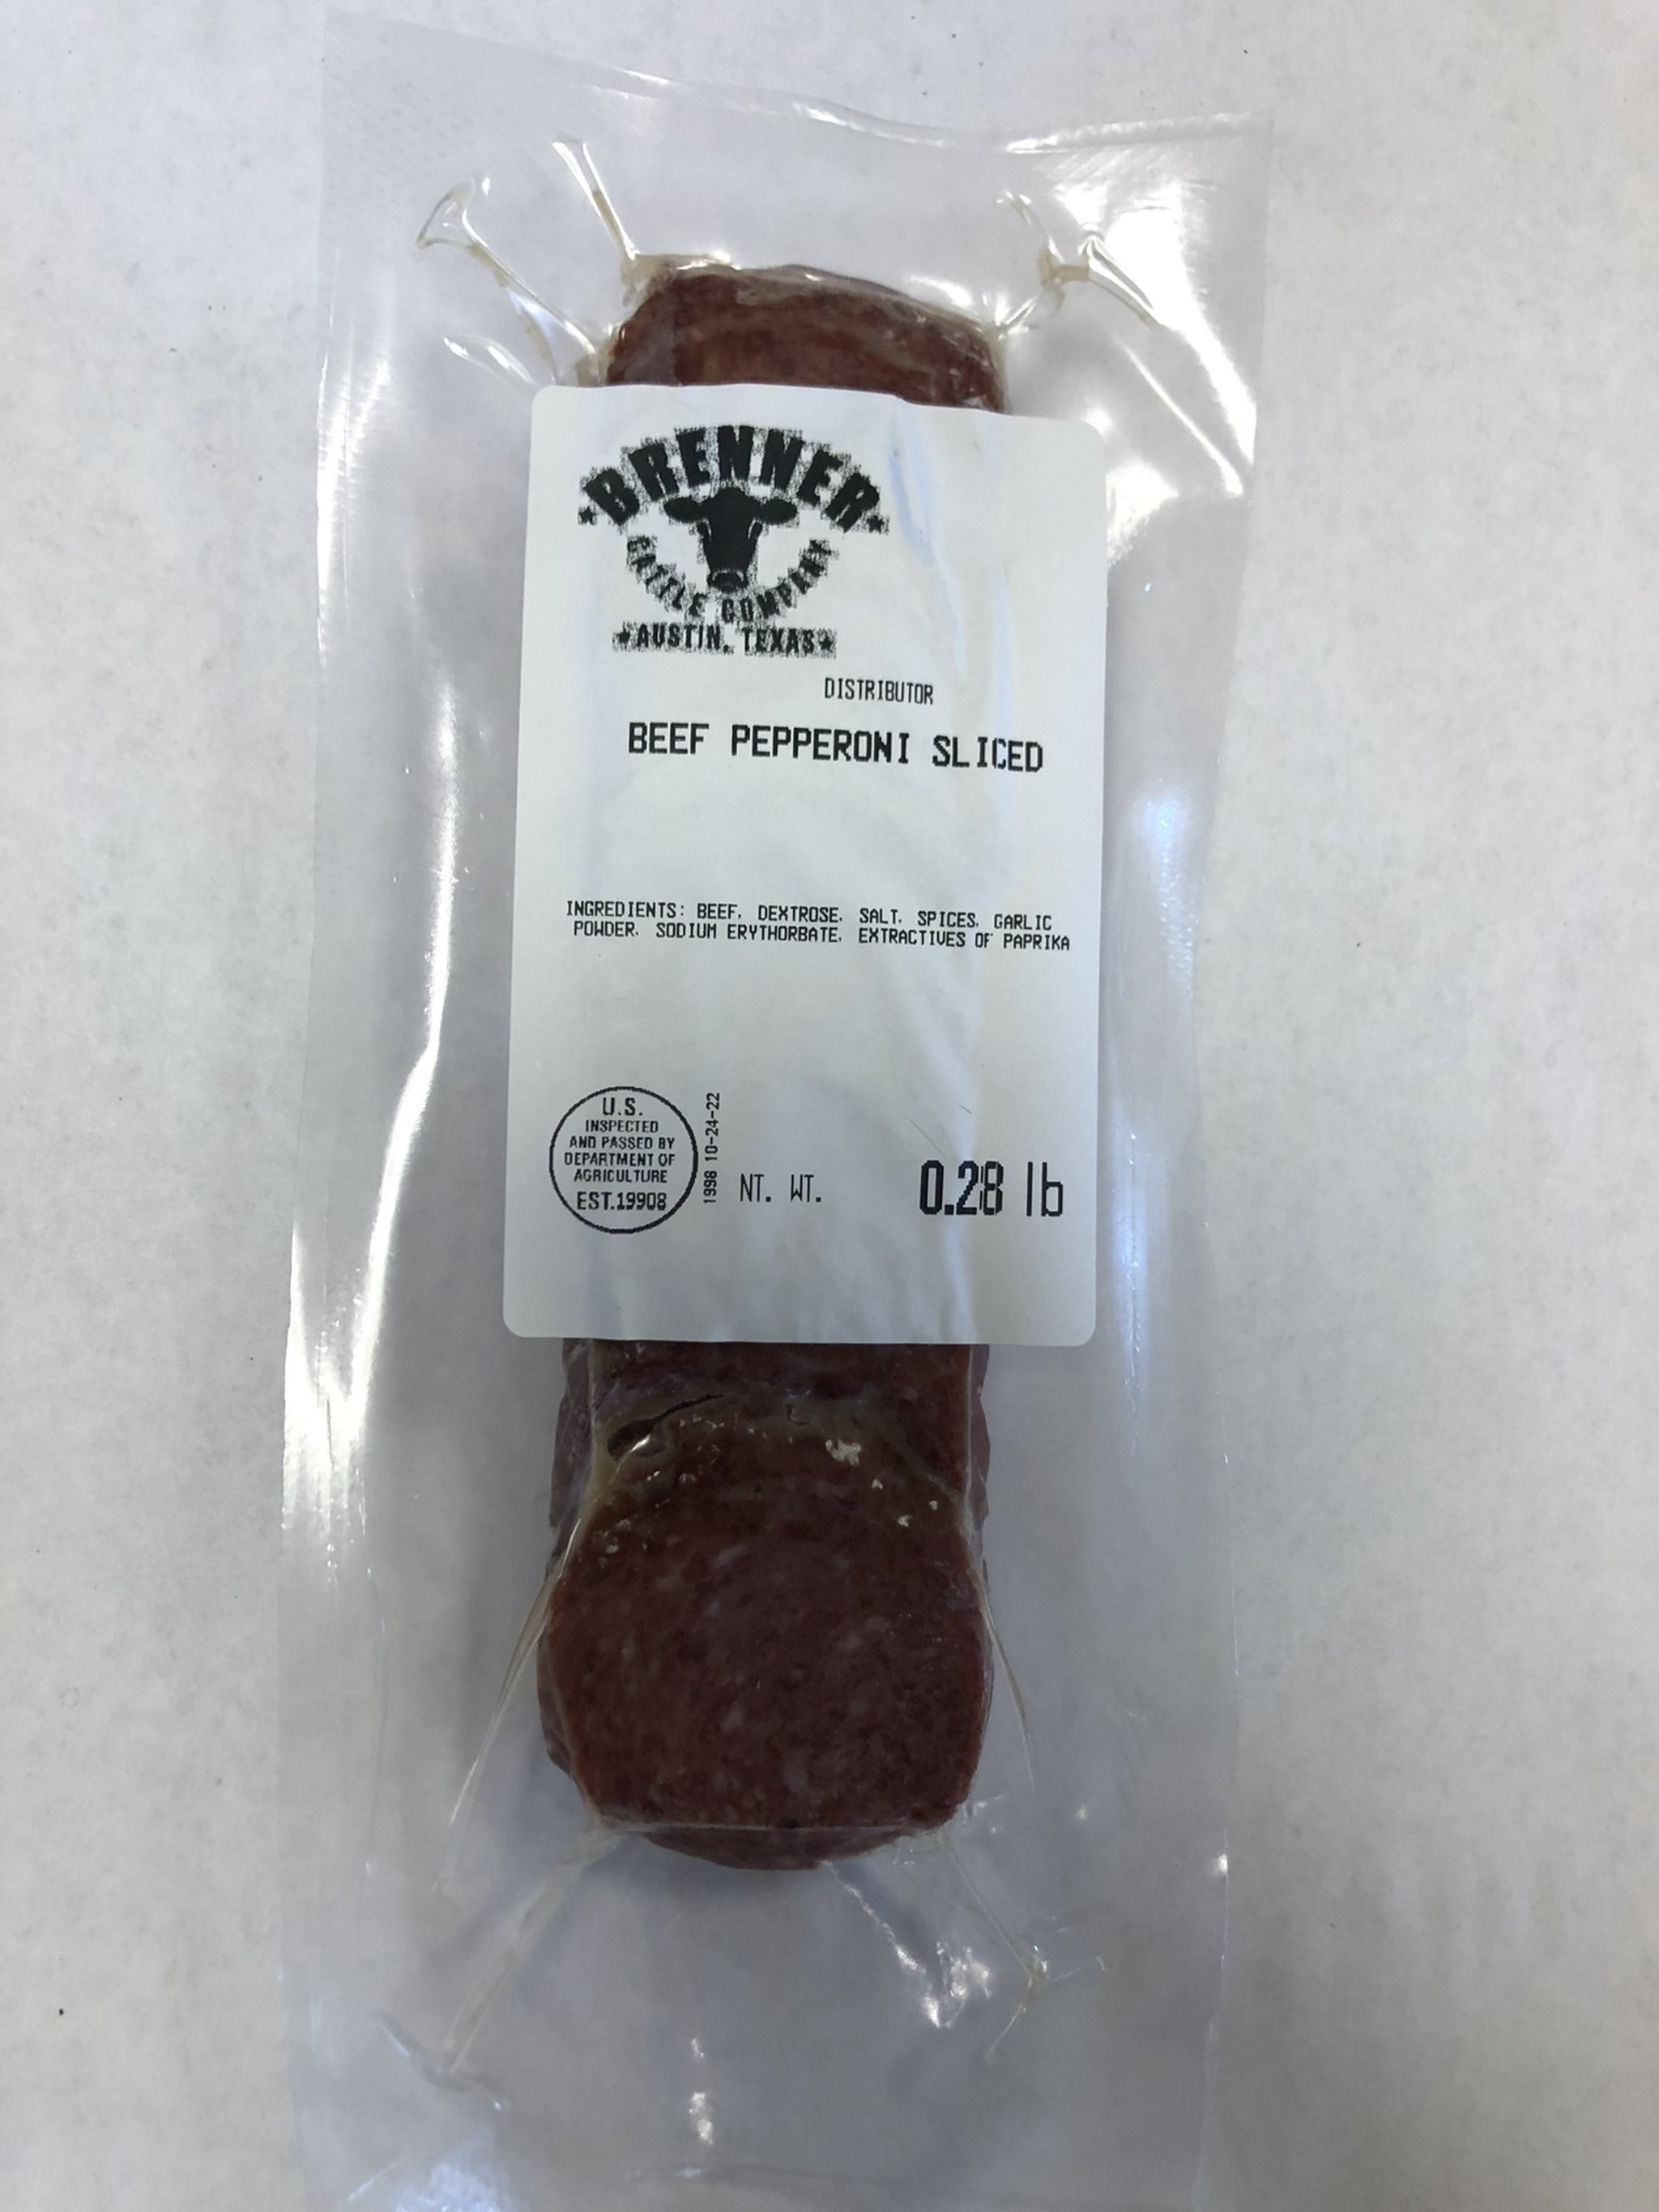 BRENNER
CATTLE COMPANY
AUSTIN, TEXAS
DISTRIBUTOR
BEEF PEPPERONI SLICED
INGREDIENTS: BEEF, DEXTROSE, SALT, SPICES, GARLIC
POWDER, SODIUM ERYTHORBATE, EXTRACTIVES OF PAPRIKA
U.S.
INSPECTED
AND PASSED BY
DEPARTMENT OF
AGRICULTURE
EST.19908
1998 10-24-22
NT. WT. 0.28 lb